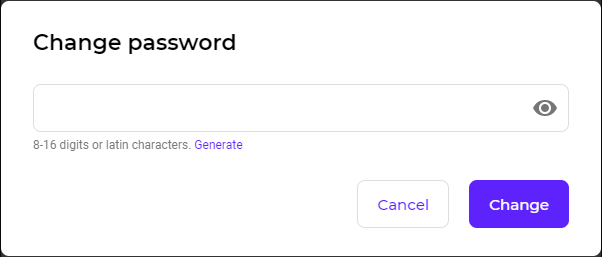 Change password
8-16 digits or latin characters. Generate
Cancel
Change